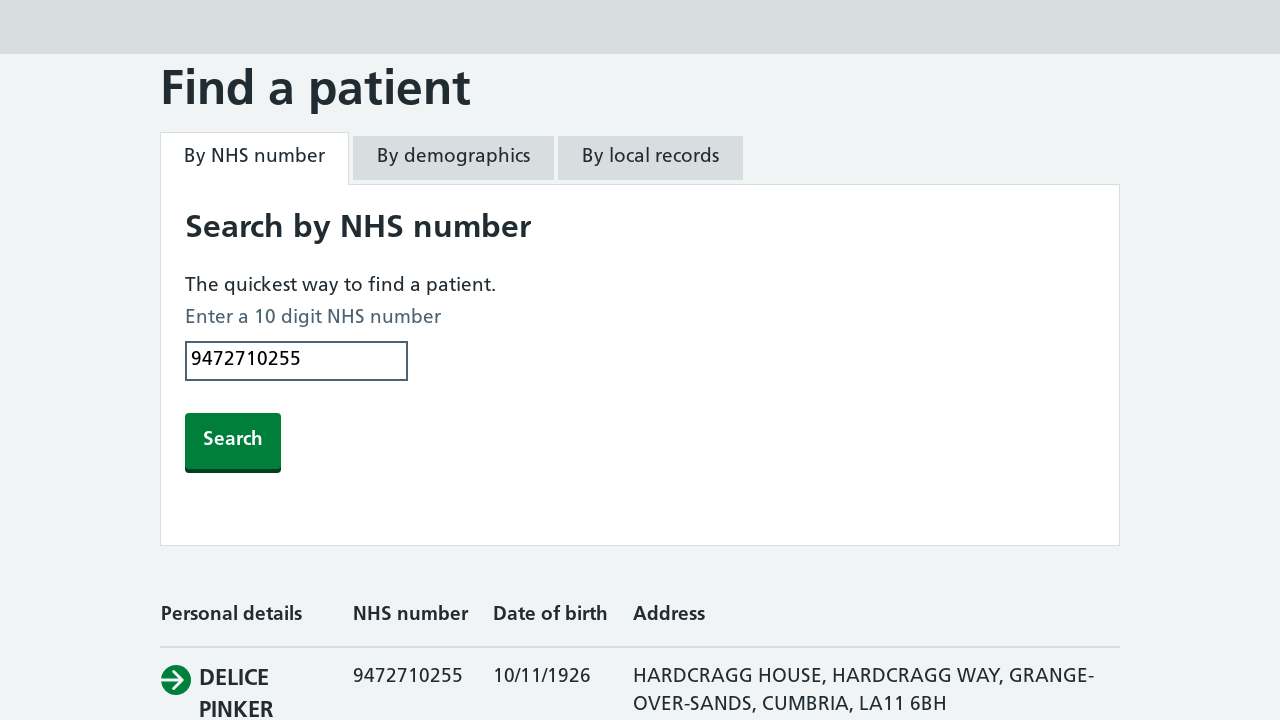 Find a patient
By NHS number By demographics By local records
Search by NHS number
The quickest way to find a patient.
Enter a 10 digit NHS number
9472710255
Search
Personal details NHS number Date of birth Address
DELICE 9472710255 10/11/1926 HARDCRAGG HOUSE, HARDCRAGG WAY, GRANGE-
PINKER OVER-SANDS, CUMBRIA, LA11 6BH